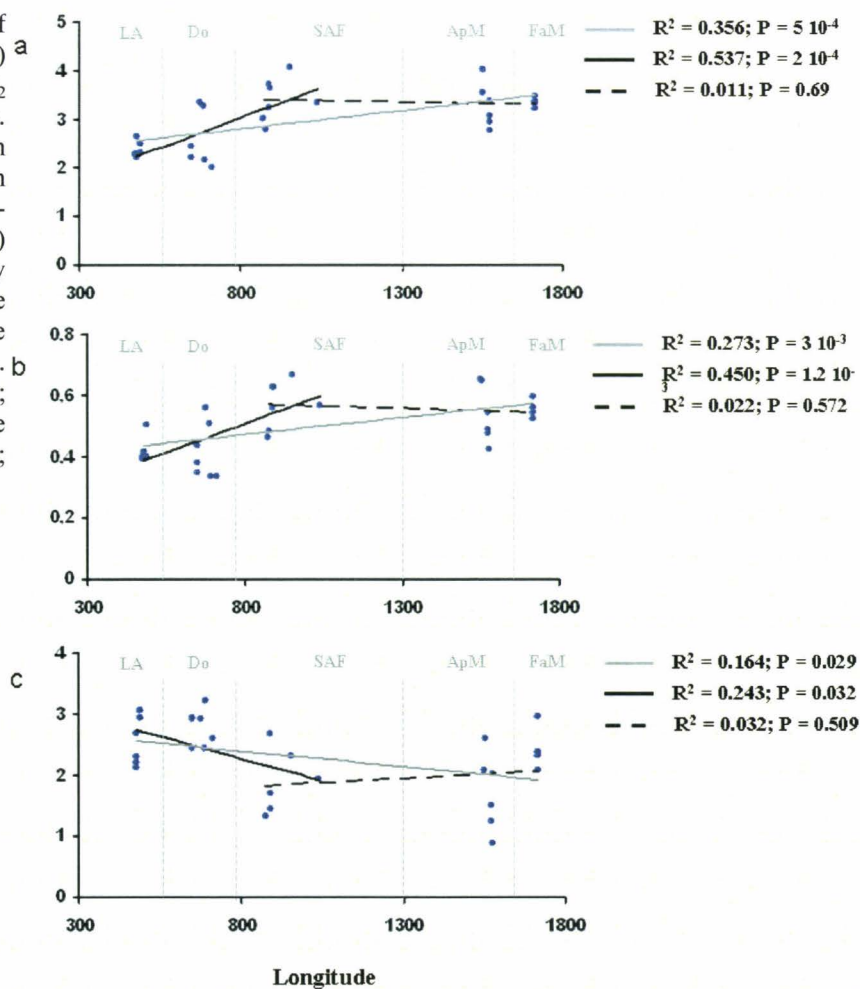 f
)
2
.
n
n
-
)
y
e
e
.
;
e
;
a
LA Do SAF ApM FaM
5
4
3
2
1
0
300 800 1300 1800
R² = 0.356; P = 5 10⁻⁴
R² = 0.537; P = 2 10⁻⁴
R² = 0.011; P = 0.69
b
LA Do SAF ApM FaM
0.8
0.6
0.4
0.2
0
300 800 1300 1800
R² = 0.273; P = 3 10⁻³
R² = 0.450; P = 1.2 10⁻
3
R² = 0.022; P = 0.572
c
LA Do SAF ApM FaM
4
3
2
1
0
300 800 1300 1800
R² = 0.164; P = 0.029
R² = 0.243; P = 0.032
R² = 0.032; P = 0.509
Longitude